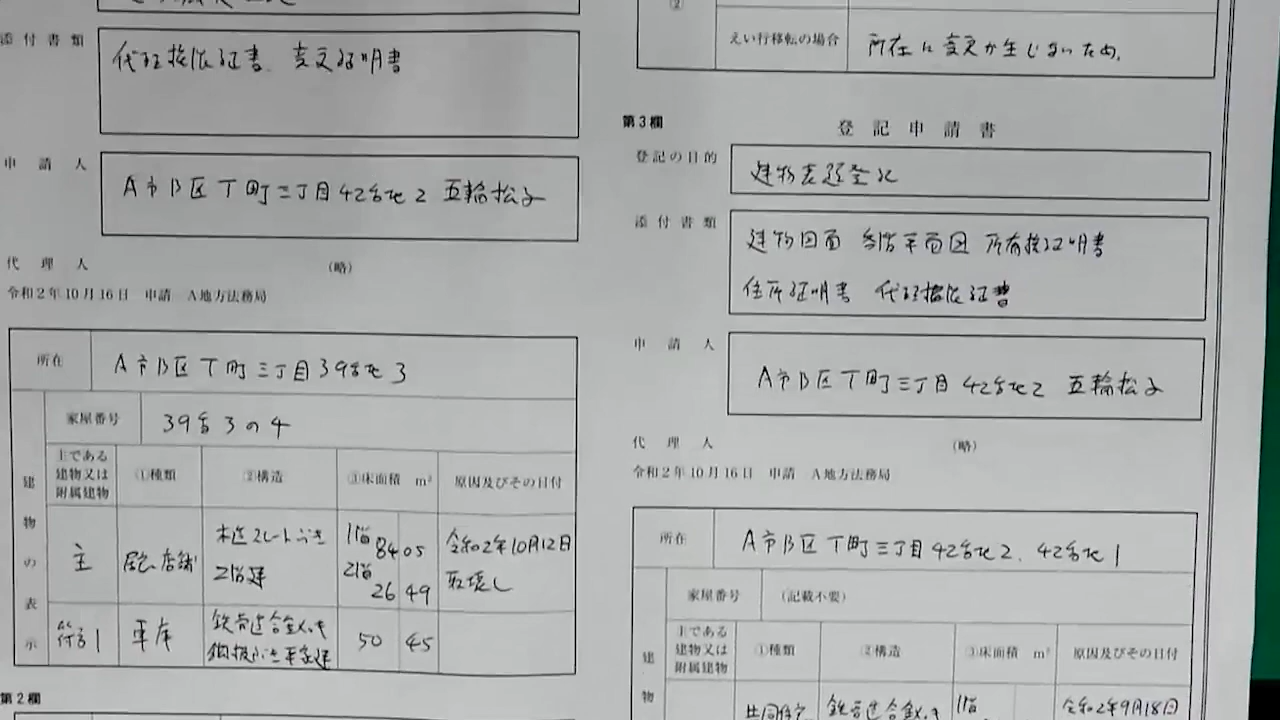 添付書類
代理権限証書 変更証明書
申請人
A市B区丁町三丁目42番地2 五輪松子
代理人
(略)
令和2年10月16日 申請 A地方法務局
所在
A市B区丁町三丁目39番地3
家屋番号
39番3の4
建物の表示
主である建物又は附属建物
①種類
②構造
③床面積 m²
原因及びその日付
主
居宅、店舗
木造スレートぶき
2階建
1階 84 05
2階 26 49
令和2年10月12日
取壊し
符号1
車庫
鉄骨造合金メッキ
鋼板ぶき平家建
50 45
第2欄
②
えい行移転の場合
所在に変更が生じないため。
第3欄
登記申請書
登記の目的
建物表題登記
添付書類
建物図面 各階平面図 所有権証明書
住所証明書 代理権限証書
申請人
A市B区丁町三丁目42番地2 五輪松子
代理人
(略)
令和2年10月16日 申請 A地方法務局
所在
A市B区丁町三丁目42番地2、42番地1
家屋番号
(記載不要)
建物
主である建物又は附属建物
①種類
②構造
③床面積 m²
原因及びその日付
共同住宅
鉄骨造合金メッキ
1階
令和2年9月18日